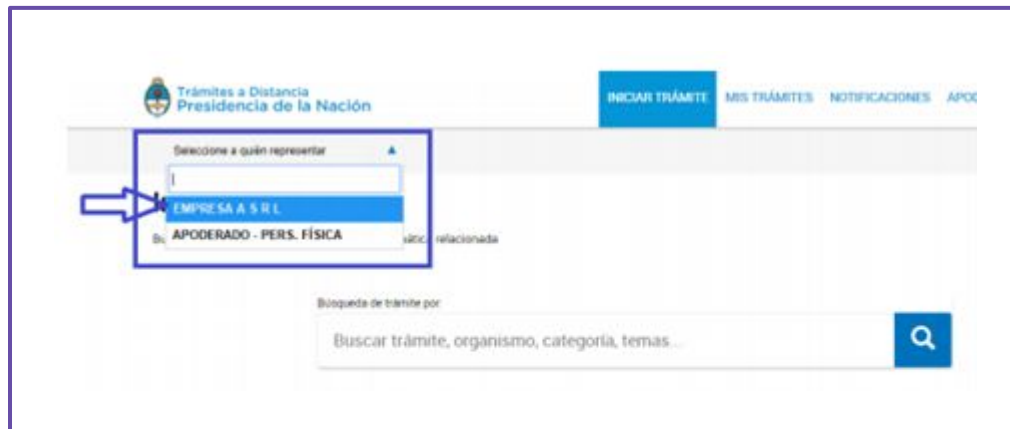 Trámites a Distancia
Presidencia de la Nación
INICIAR TRÁMITE MIS TRÁMITES NOTIFICACIONES
Seleccione a quién representar
EMPRESA A S R L
APODERADO - PERS. FÍSICA
relacionada
Búsqueda de trámite por
Buscar trámite, organismo, categoría, temas...